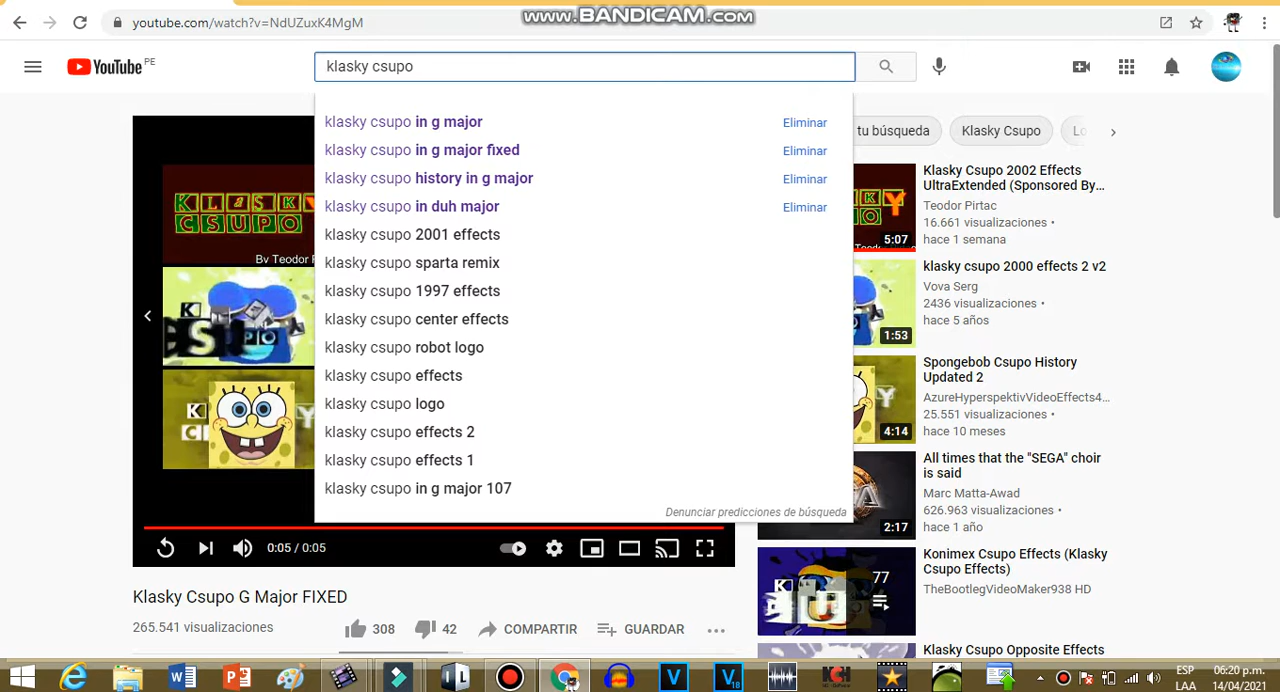 youtube.com/watch?v=NdUZuxK4MgM
www.BANDICAM.com
YouTube PE
klasky csupo
klasky csupo in g major Eliminar
klasky csupo in g major fixed Eliminar
klasky csupo history in g major Eliminar
klasky csupo in duh major Eliminar
klasky csupo 2001 effects
klasky csupo sparta remix
klasky csupo 1997 effects
klasky csupo center effects
klasky csupo robot logo
klasky csupo effects
klasky csupo logo
klasky csupo effects 2
klasky csupo effects 1
klasky csupo in g major 107
Denunciar predicciones de búsqueda
KLASKY
CSUPO
By Teodor
0:05 / 0:05
Klasky Csupo G Major FIXED
265.541 visualizaciones
308
42
COMPARTIR
GUARDAR
tu búsqueda
Klasky Csupo
5:07
Klasky Csupo 2002 Effects
UltraExtended (Sponsored By...
Teodor Pirtac
16.661 visualizaciones •
hace 1 semana
1:53
klasky csupo 2000 effects 2 v2
Vova Serg
2436 visualizaciones •
hace 5 años
4:14
Spongebob Csupo History
Updated 2
AzureHyperspektivVideoEffects4...
25.551 visualizaciones •
hace 10 meses
2:17
All times that the "SEGA" choir
is said
Marc Matta-Awad
626.963 visualizaciones •
hace 1 año
77
Konimex Csupo Effects (Klasky
Csupo Effects)
TheBootlegVideoMaker938 HD
Klasky Csupo Opposite Effects
ESP
LAA
06:20 p.m.
14/04/2021